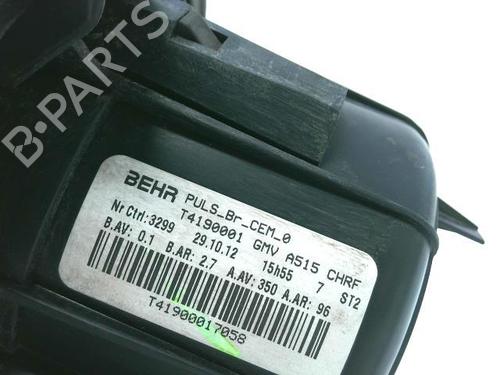 B-PARTS
BEHR PULS_Br_CEM_0
T4190001 GMV A515 CHRF
Nr Ctrl:3299 29.10.12 15h55 7 ST2
B.AV: 0.1 B.AR: 2.7 A.AV: 350 A.AR: 96
T41900017058